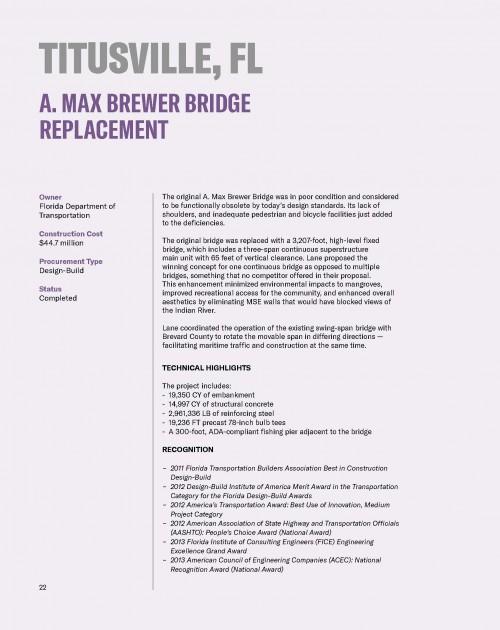 TITUSVILLE, FL
A. MAX BREWER BRIDGE
REPLACEMENT
Owner
Florida Department of
Transportation
Construction Cost
$44.7 million
Procurement Type
Design-Build
Status
Completed
The original A. Max Brewer Bridge was in poor condition and considered
to be functionally obsolete by today's design standards. Its lack of
shoulders, and inadequate pedestrian and bicycle facilities just added
to the deficiencies.
The original bridge was replaced with a 3,207-foot, high-level fixed
bridge, which includes a three-span continuous superstructure
main unit with 65 feet of vertical clearance. Lane proposed the
winning concept for one continuous bridge as opposed to multiple
bridges, something that no competitor offered in their proposal.
This enhancement minimized environmental impacts to mangroves,
improved recreational access for the community, and enhanced overall
aesthetics by eliminating MSE walls that would have blocked views of
the Indian River.
Lane coordinated the operation of the existing swing-span bridge with
Brevard County to rotate the movable span in differing directions —
facilitating maritime traffic and construction at the same time.
TECHNICAL HIGHLIGHTS
The project includes:
- 19,350 CY of embankment
- 14,997 CY of structural concrete
- 2,961,336 LB of reinforcing steel
- 19,236 FT precast 78-inch bulb tees
- A 300-foot, ADA-compliant fishing pier adjacent to the bridge
RECOGNITION
– 2011 Florida Transportation Builders Association Best in Construction
Design-Build
– 2012 Design-Build Institute of America Merit Award in the Transportation
Category for the Florida Design-Build Awards
– 2012 America's Transportation Award: Best Use of Innovation, Medium
Project Category
– 2012 American Association of State Highway and Transportation Officials
(AASHTO): People's Choice Award (National Award)
– 2013 Florida Institute of Consulting Engineers (FICE) Engineering
Excellence Grand Award
– 2013 American Council of Engineering Companies (ACEC): National
Recognition Award (National Award)
22